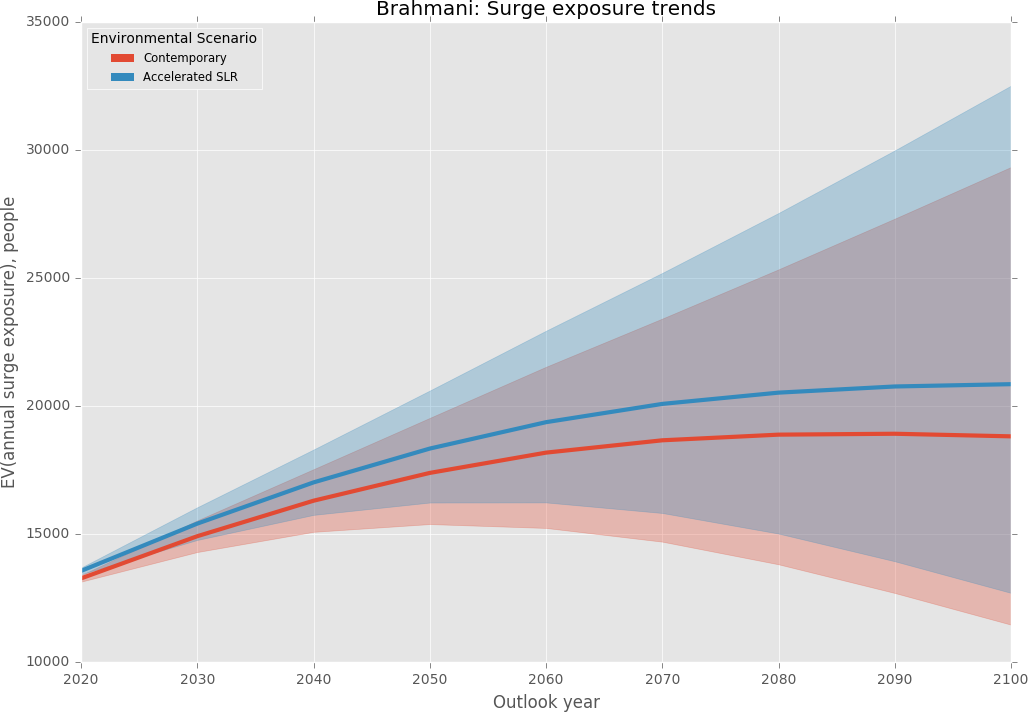 Brahmani: Surge exposure trends
Environmental Scenario
Contemporary
Accelerated SLR
EV(annual surge exposure), people
35000
30000
25000
20000
15000
10000
2020 2030 2040 2050 2060 2070 2080 2090 2100
Outlook year